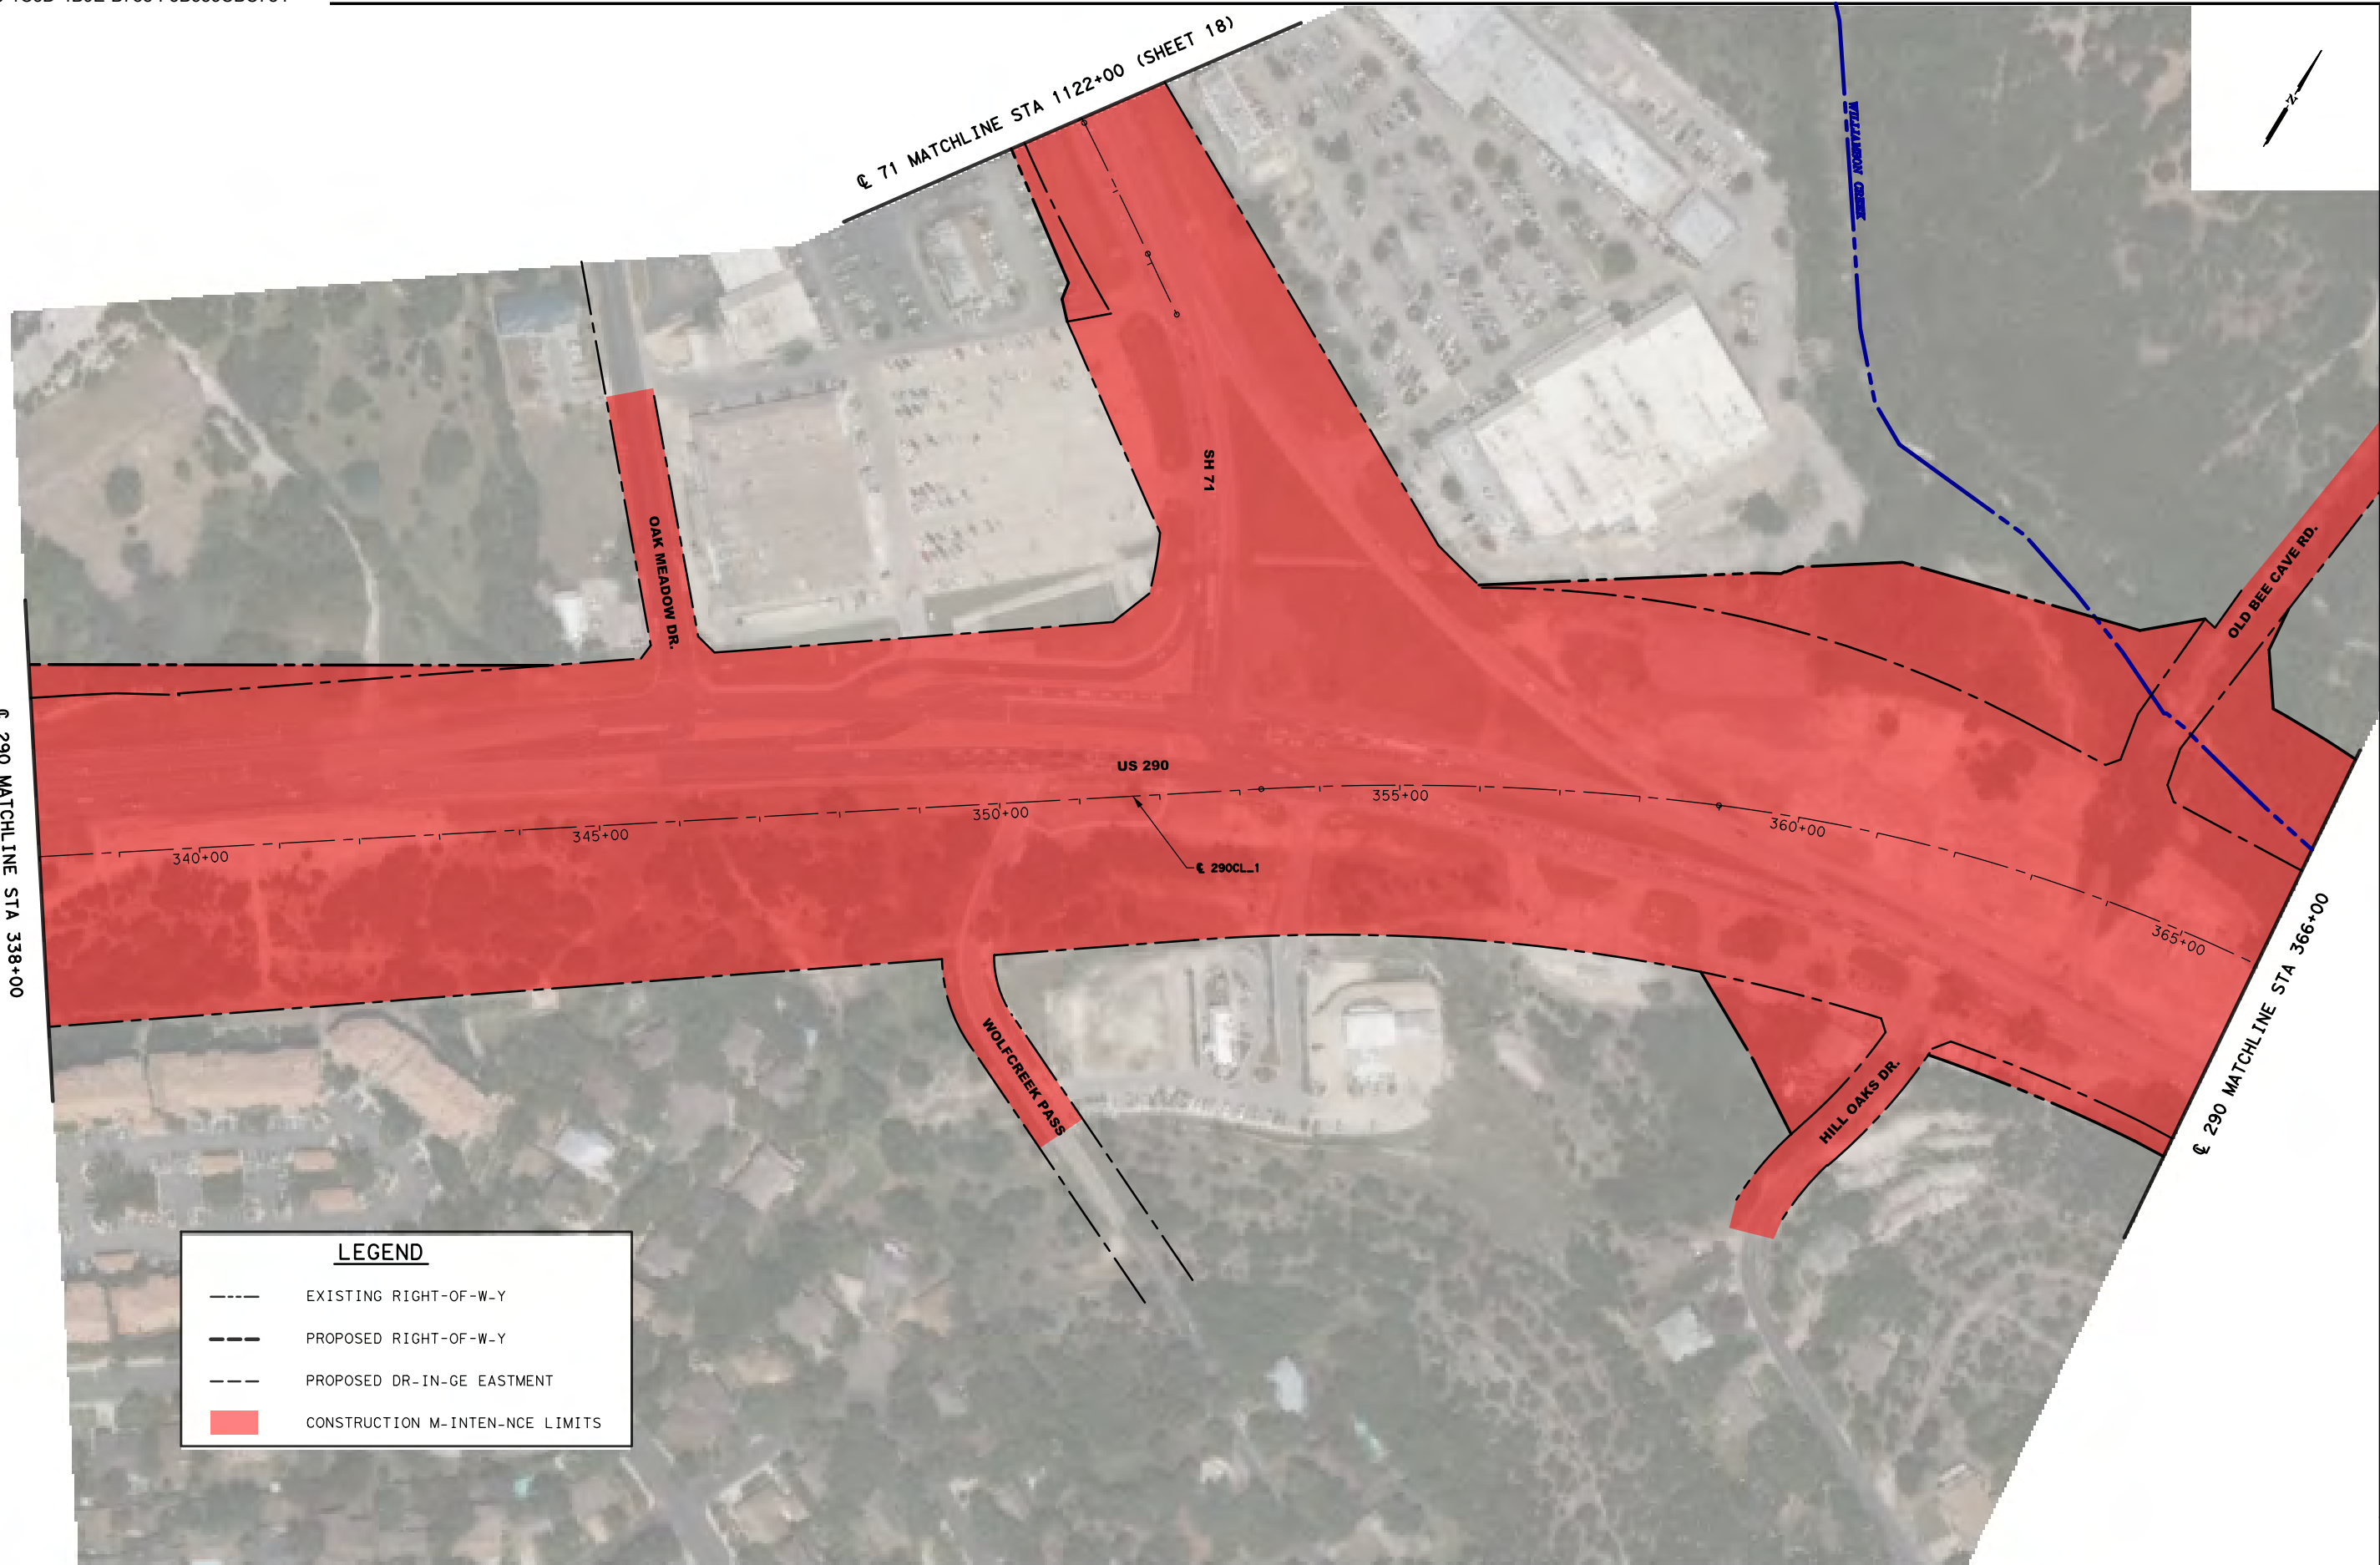 ℄ 71 MATCHLINE STA 1122+00 (SHEET 18)
WILLIAMSON CREEK
N
OLD BEE CAVE RD.
SH 71
OAK MEADOW DR.
US 290
340+00
345+00
350+00
355+00
360+00
365+00
℄ 290CL_1
℄ 290 MATCHLINE STA 338+00
℄ 290 MATCHLINE STA 366+00
WOLFCREEK PASS
HILL OAKS DR.
LEGEND
EXISTING RIGHT-OF-W-Y
PROPOSED RIGHT-OF-W-Y
PROPOSED DR-IN-GE EASTMENT
CONSTRUCTION M-INTEN-NCE LIMITS